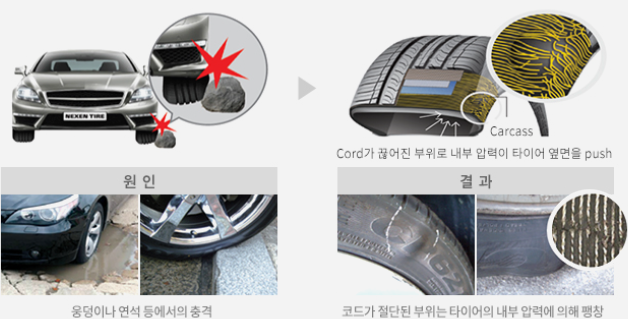 NEXEN TIRE
Carcass
Cord가 끊어진 부위로 내부 압력이 타이어 옆면을 push
원 인
결 과
웅덩이나 연석 등에서의 충격
코드가 절단된 부위는 타이어의 내부 압력에 의해 팽창